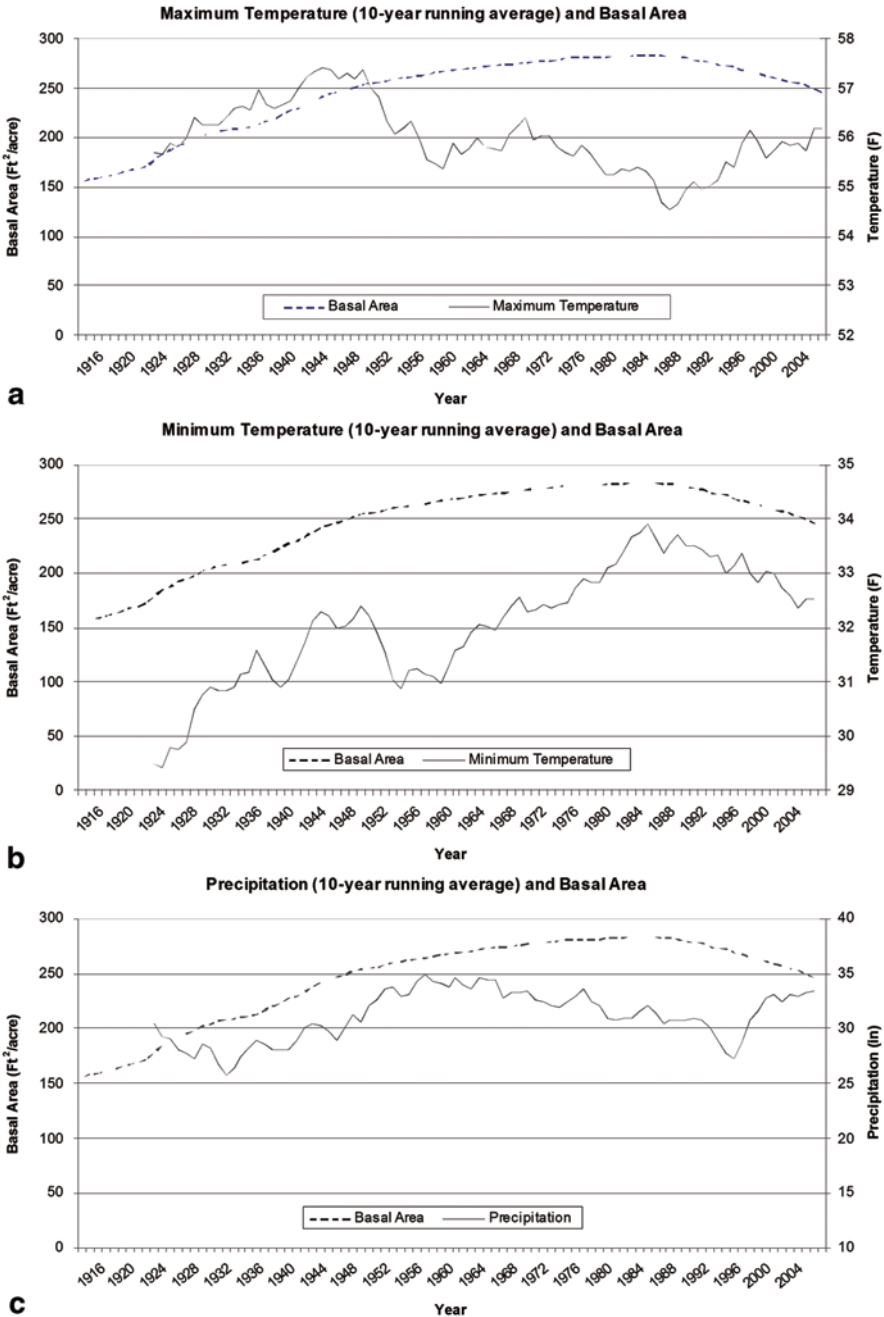 Maximum Temperature (10-year running average) and Basal Area
300 58
250 57
200 56
150 55
100 54
50 53
0 52
Basal Area (Ft²/acre)
Temperature (F)
Basal Area Maximum Temperature
1916 1920 1924 1928 1932 1936 1940 1944 1948 1952 1956 1960 1964 1968 1972 1976 1980 1984 1988 1992 1996 2000 2004
Year
a
Minimum Temperature (10-year running average) and Basal Area
300 35
250 34
200 33
150 32
100 31
50 30
0 29
Basal Area (Ft²/acre)
Temperature (F)
Basal Area Minimum Temperature
1916 1920 1924 1928 1932 1936 1940 1944 1948 1952 1956 1960 1964 1968 1972 1976 1980 1984 1988 1992 1996 2000 2004
Year
b
Precipitation (10-year running average) and Basal Area
300 40
250 35
200 30
150 25
100 20
50 15
0 10
Basal Area (Ft²/acre)
Precipitation (In)
Basal Area Precipitation
1916 1920 1924 1928 1932 1936 1940 1944 1948 1952 1956 1960 1964 1968 1972 1976 1980 1984 1988 1992 1996 2000 2004
Year
c